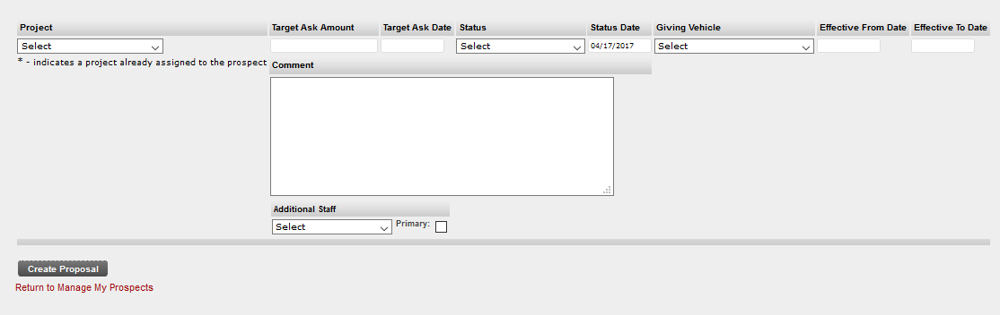 Project Target Ask Amount Target Ask Date Status Status Date Giving Vehicle Effective From Date Effective To Date
Select Select 04/17/2017 Select
* - indicates a project already assigned to the prospect Comment
Additional Staff
Select Primary:
Create Proposal
Return to Manage My Prospects